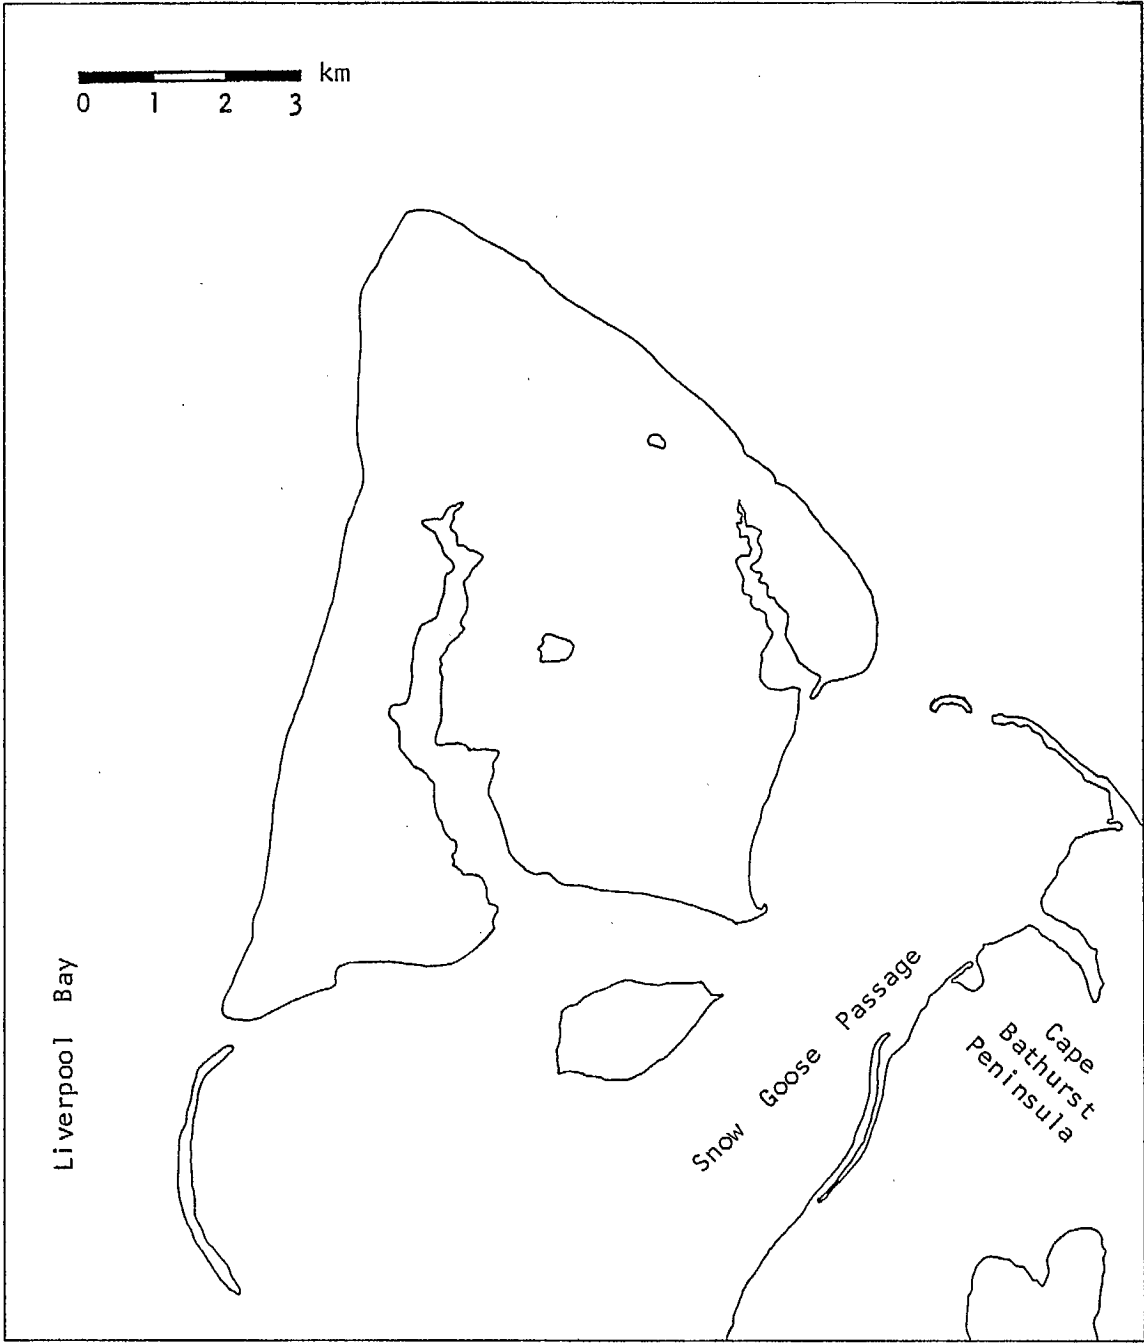 km
0 1 2 3
Liverpool Bay
Snow Goose Passage
Cape
Bathurst
Peninsula